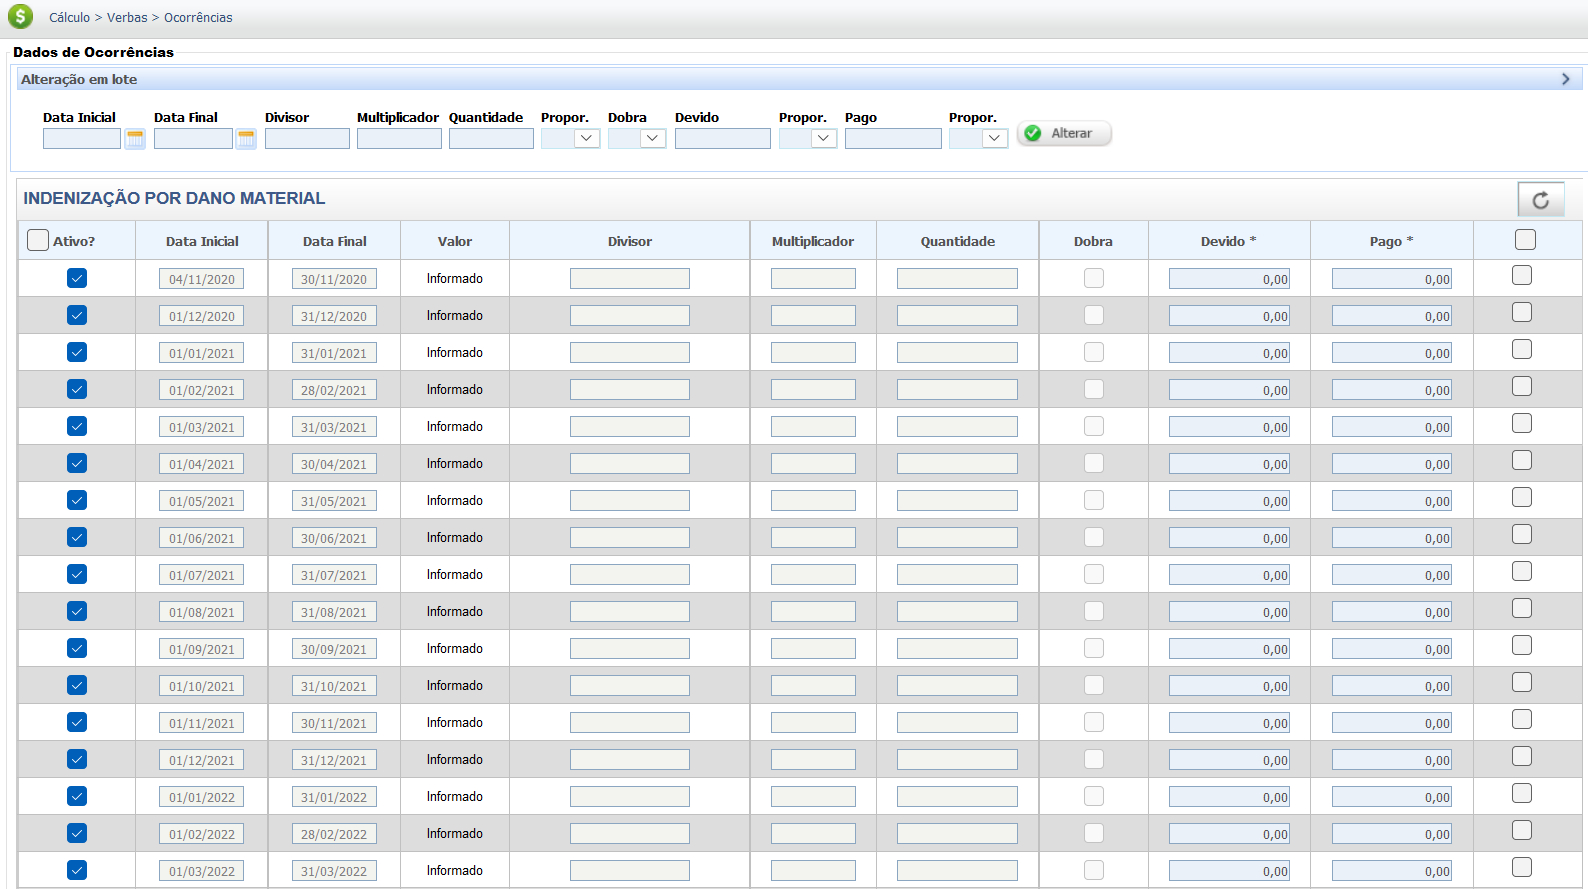 Cálculo > Verbas > Ocorrências
Dados de Ocorrências
Alteração em lote
Data Inicial Data Final Divisor Multiplicador Quantidade Propor. Dobra Devido Propor. Pago Propor.
Alterar
INDENIZAÇÃO POR DANO MATERIAL
Ativo? Data Inicial Data Final Valor Divisor Multiplicador Quantidade Dobra Devido * Pago *
04/11/2020 30/11/2020 Informado 0,00 0,00
01/12/2020 31/12/2020 Informado 0,00 0,00
01/01/2021 31/01/2021 Informado 0,00 0,00
01/02/2021 28/02/2021 Informado 0,00 0,00
01/03/2021 31/03/2021 Informado 0,00 0,00
01/04/2021 30/04/2021 Informado 0,00 0,00
01/05/2021 31/05/2021 Informado 0,00 0,00
01/06/2021 30/06/2021 Informado 0,00 0,00
01/07/2021 31/07/2021 Informado 0,00 0,00
01/08/2021 31/08/2021 Informado 0,00 0,00
01/09/2021 30/09/2021 Informado 0,00 0,00
01/10/2021 31/10/2021 Informado 0,00 0,00
01/11/2021 30/11/2021 Informado 0,00 0,00
01/12/2021 31/12/2021 Informado 0,00 0,00
01/01/2022 31/01/2022 Informado 0,00 0,00
01/02/2022 28/02/2022 Informado 0,00 0,00
01/03/2022 31/03/2022 Informado 0,00 0,00